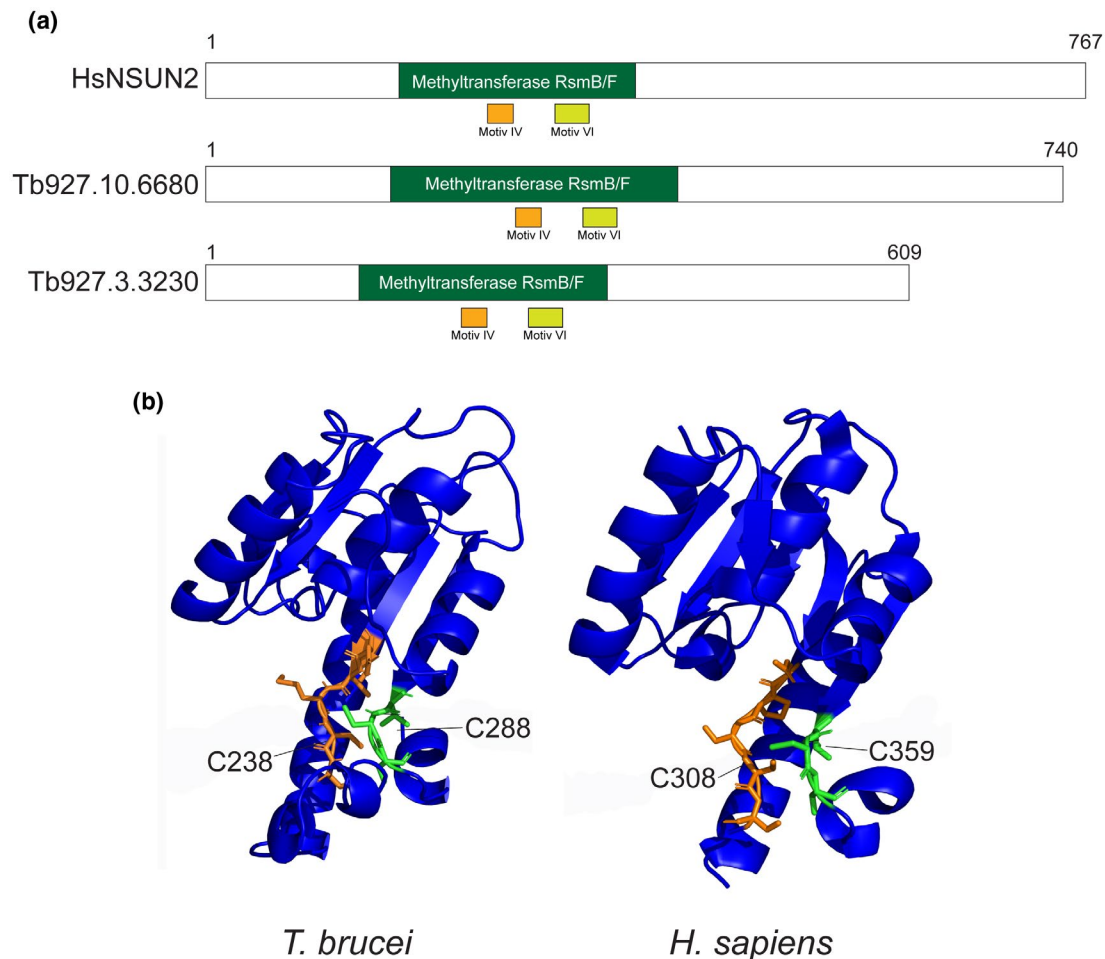 (a)
1 767
HsNSUN2 Methyltransferase RsmB/F
Motiv IV Motiv VI
1 740
Tb927.10.6680 Methyltransferase RsmB/F
Motiv IV Motiv VI
1 609
Tb927.3.3230 Methyltransferase RsmB/F
Motiv IV Motiv VI
(b)
C238 C288 C308 C359
T. brucei H. sapiens